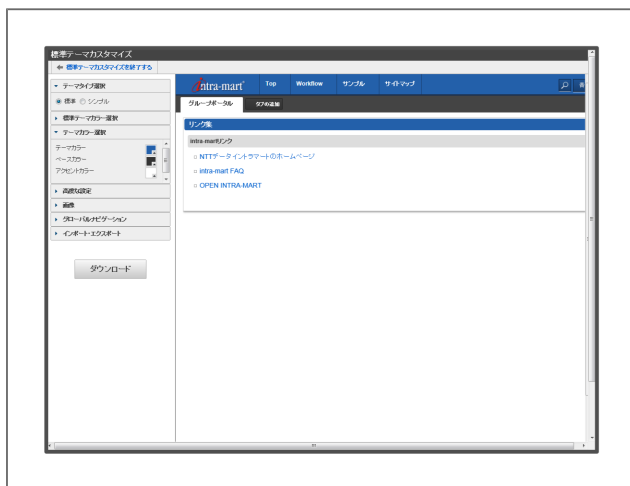 標準テーマカスタマイズ
標準テーマカスタマイズを終了する
テーマタイプ選択
標準 シンプル
標準テーマカラー選択
テーマカラー選択
テーマカラー
ベースカラー
アクセントカラー
高度な設定
画像
グローバルナビゲーション
インポート・エクスポート
ダウンロード
intra-mart Top Workflow サンプル サイトマップ
グループポータル タブの追加
リンク集
intra-martリンク
NTTデータイントラマートのホームページ
intra-mart FAQ
OPEN INTRA-MART